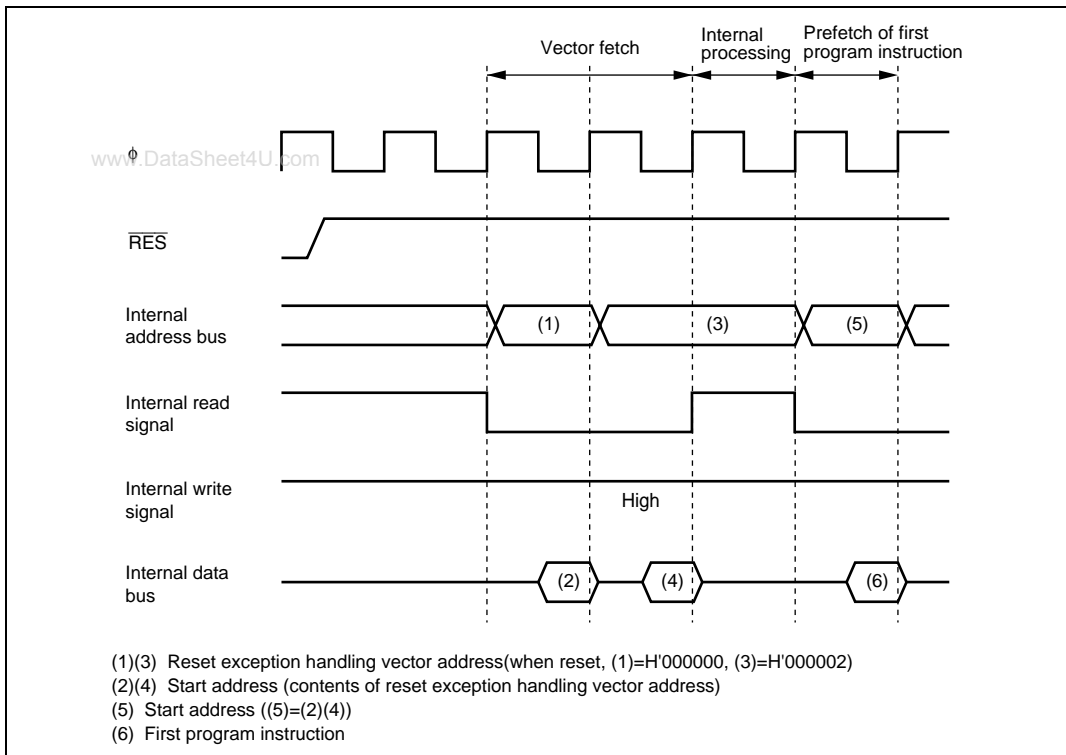 Vector fetch
Internal
processing
Prefetch of first
program instruction
ϕ
www.DataSheet4U.com
RES
Internal
address bus
(1)
(3)
(5)
Internal read
signal
Internal write
signal
High
Internal data
bus
(2)
(4)
(6)
(1)(3) Reset exception handling vector address(when reset, (1)=H'000000, (3)=H'000002)
(2)(4) Start address (contents of reset exception handling vector address)
(5) Start address ((5)=(2)(4))
(6) First program instruction